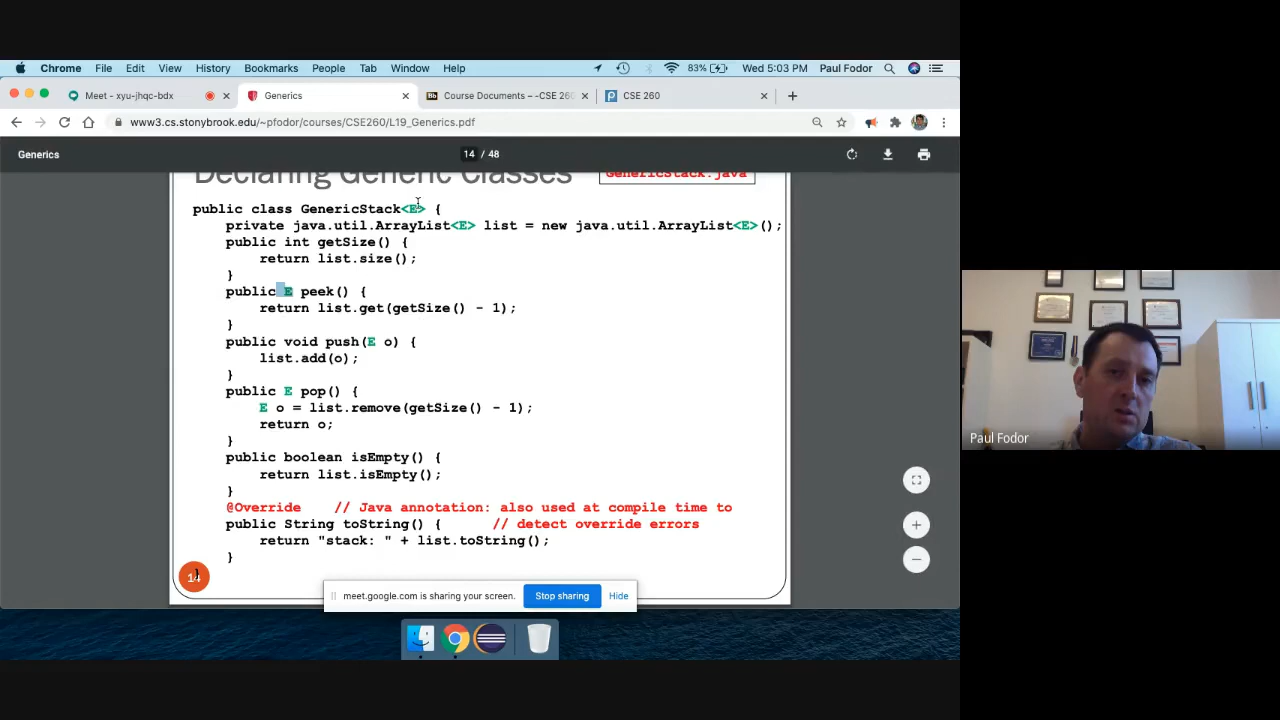 Chrome File Edit View History Bookmarks People Tab Window Help 83% Wed 5:03 PM Paul Fodor
Meet - xyu-jhqc-bdx
Generics
Course Documents – -CSE 260
CSE 260
www3.cs.stonybrook.edu/~pfodor/courses/CSE260/L19_Generics.pdf
Generics
14 / 48
Declaring Generic Classes
GenericStack.java
public class GenericStack<E> {
private java.util.ArrayList<E> list = new java.util.ArrayList<E>();
public int getSize() {
return list.size();
}
public E peek() {
return list.get(getSize() - 1);
}
public void push(E o) {
list.add(o);
}
public E pop() {
E o = list.remove(getSize() - 1);
return o;
}
public boolean isEmpty() {
return list.isEmpty();
}
@Override // Java annotation: also used at compile time to
public String toString() { // detect override errors
return "stack: " + list.toString();
}
14
}
meet.google.com is sharing your screen. Stop sharing Hide
Paul Fodor